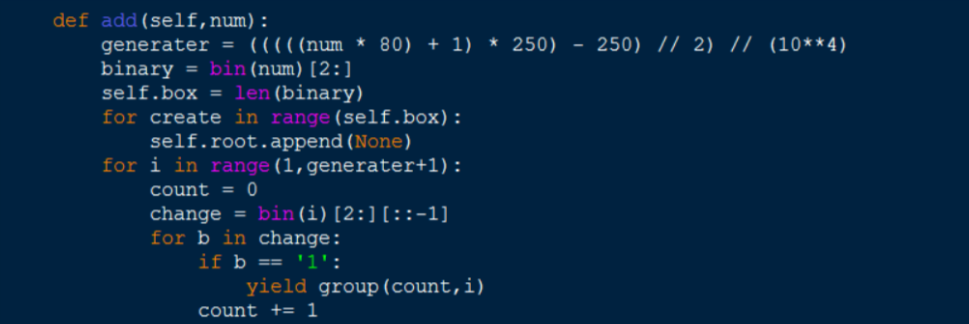 def add(self,num):
    generater = (((((num * 80) + 1) * 250) - 250) // 2) // (10**4)
    binary = bin(num)[2:]
    self.box = len(binary)
    for create in range(self.box):
        self.root.append(None)
    for i in range(1,generater+1):
        count = 0
        change = bin(i)[2:][::-1]
        for b in change:
            if b == '1':
                yield group(count,i)
            count += 1